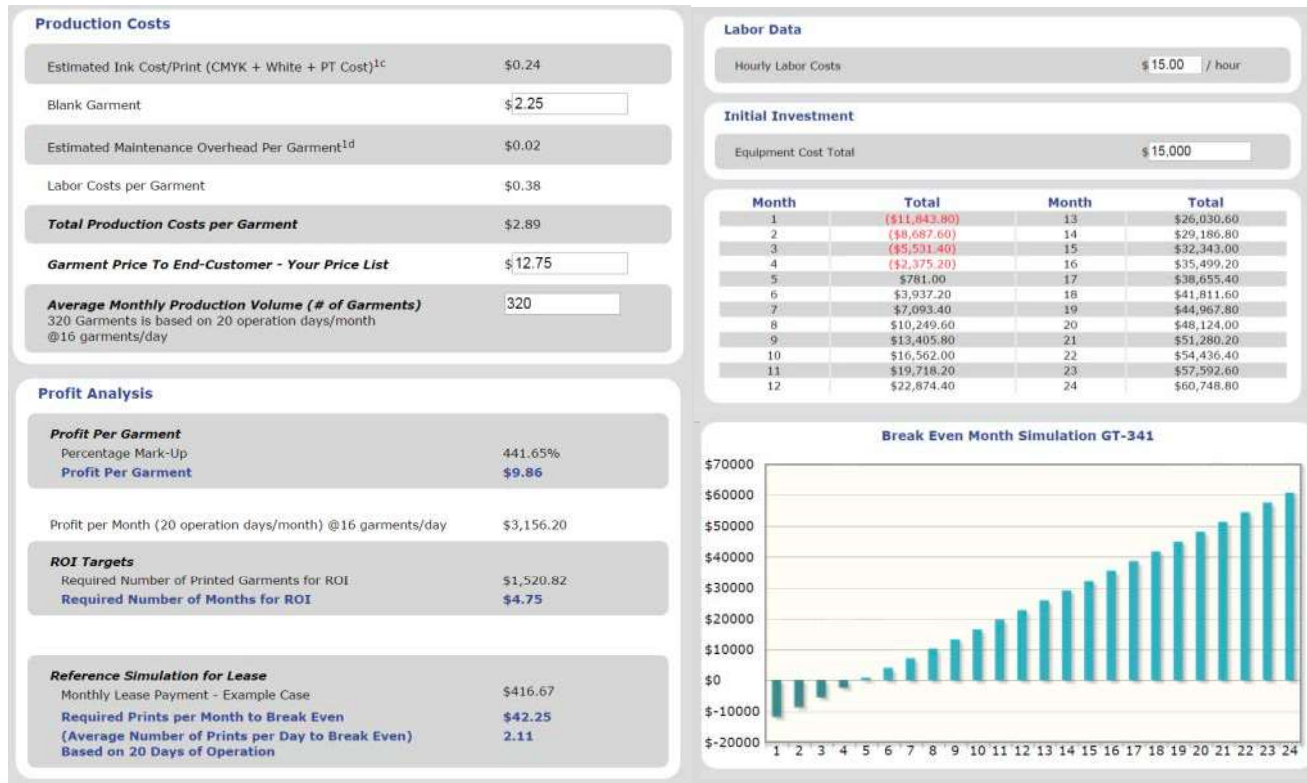 Production Costs
Estimated Ink Cost/Print (CMYK + White + PT Cost)1c $0.24
Blank Garment $ 2.25
Estimated Maintenance Overhead Per Garment1d $0.02
Labor Costs per Garment $0.38
Total Production Costs per Garment $2.89
Garment Price To End-Customer - Your Price List $ 12.75
Average Monthly Production Volume (# of Garments) 320
320 Garments is based on 20 operation days/month
@16 garments/day
Profit Analysis
Profit Per Garment
Percentage Mark-Up 441.65%
Profit Per Garment $9.86
Profit per Month (20 operation days/month) @16 garments/day $3,156.20
ROI Targets
Required Number of Printed Garments for ROI $1,520.82
Required Number of Months for ROI $4.75
Reference Simulation for Lease
Monthly Lease Payment - Example Case $416.67
Required Prints per Month to Break Even $42.25
(Average Number of Prints per Day to Break Even) 2.11
Based on 20 Days of Operation
Labor Data
Hourly Labor Costs $ 15.00 / hour
Initial Investment
Equipment Cost Total $ 15,000
Month Total Month Total
1 ($11,843.80) 13 $26,030.60
2 ($8,687.60) 14 $29,186.80
3 ($5,531.40) 15 $32,343.00
4 ($2,375.20) 16 $35,499.20
5 $781.00 17 $38,655.40
6 $3,937.20 18 $41,811.60
7 $7,093.40 19 $44,967.80
8 $10,249.60 20 $48,124.00
9 $13,405.80 21 $51,280.20
10 $16,562.00 22 $54,436.40
11 $19,718.20 23 $57,592.60
12 $22,874.40 24 $60,748.80
Break Even Month Simulation GT-341
$70000
$60000
$50000
$40000
$30000
$20000
$10000
$0
$-10000
$-20000
1 2 3 4 5 6 7 8 9 10 11 12 13 14 15 16 17 18 19 20 21 22 23 24